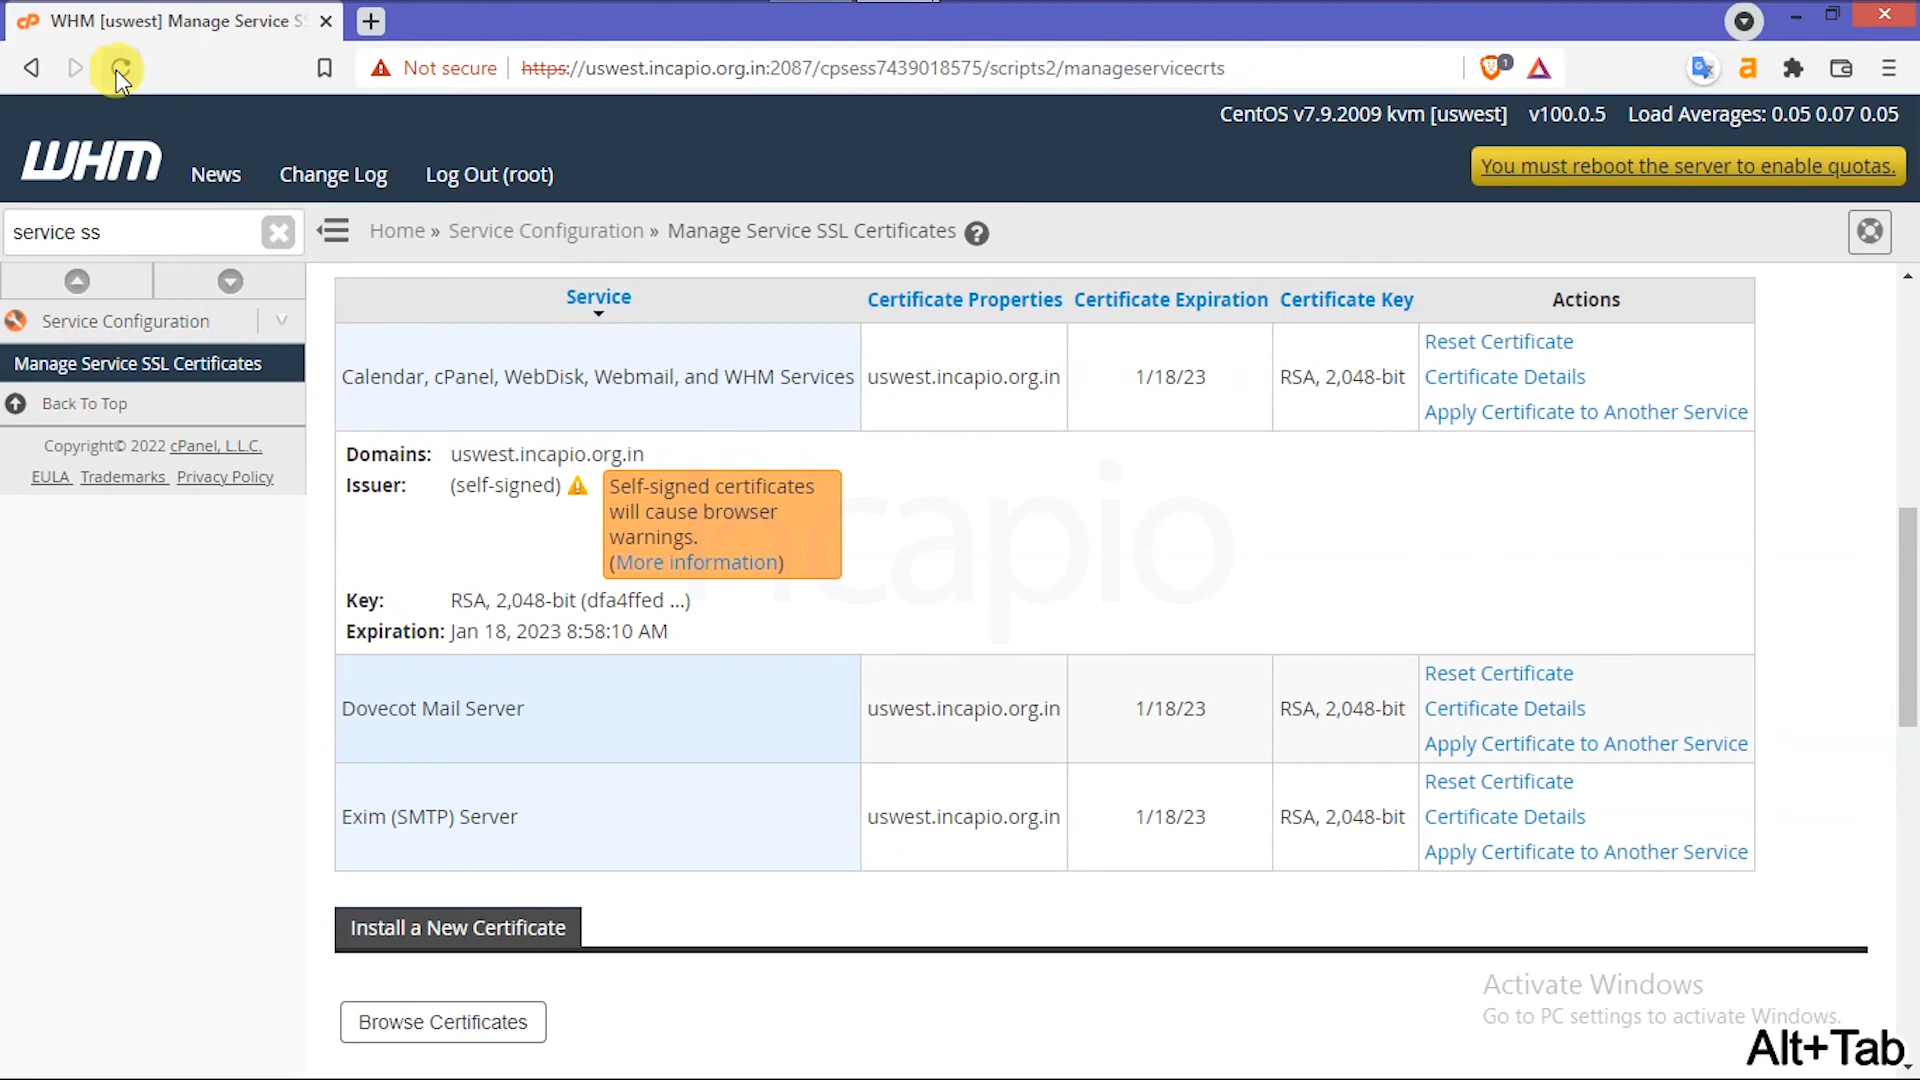 WHM [uswest] Manage Service S
Not secure https://uswest.incapio.org.in:2087/cpsess7439018575/scripts2/manageservicecrts
1
CentOS v7.9.2009 kvm [uswest] v100.0.5 Load Averages: 0.05 0.07 0.05
WHM News Change Log Log Out (root)
You must reboot the server to enable quotas.
service ss
Home » Service Configuration » Manage Service SSL Certificates
Service Configuration
Manage Service SSL Certificates
Back To Top
Copyright© 2022 cPanel, L.L.C.
EULA Trademarks Privacy Policy
Service Certificate Properties Certificate Expiration Certificate Key Actions
Calendar, cPanel, WebDisk, Webmail, and WHM Services uswest.incapio.org.in 1/18/23 RSA, 2,048-bit
Reset Certificate
Certificate Details
Apply Certificate to Another Service
Domains: uswest.incapio.org.in
Issuer: (self-signed)
Self-signed certificates
will cause browser
warnings.
(More information)
Key: RSA, 2,048-bit (dfa4ffed ...)
Expiration: Jan 18, 2023 8:58:10 AM
incapio
Dovecot Mail Server uswest.incapio.org.in 1/18/23 RSA, 2,048-bit
Reset Certificate
Certificate Details
Apply Certificate to Another Service
Exim (SMTP) Server uswest.incapio.org.in 1/18/23 RSA, 2,048-bit
Reset Certificate
Certificate Details
Apply Certificate to Another Service
Install a New Certificate
Browse Certificates
Activate Windows
Go to PC settings to activate Windows.
Alt+Tab